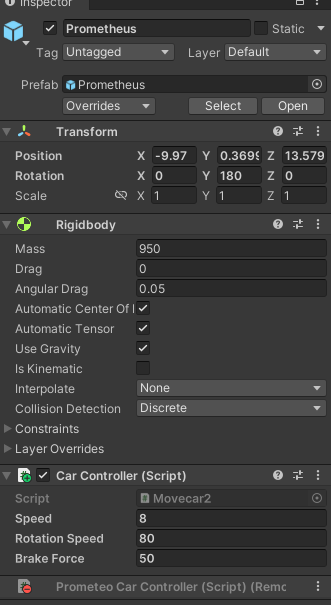 Inspector
Prometheus Static
Tag Untagged Layer Default
Prefab Prometheus
Overrides Select Open
Transform
Position X -9.97 Y 0.3699 Z 13.579
Rotation X 0 Y 180 Z 0
Scale X 1 Y 1 Z 1
Rigidbody
Mass 950
Drag 0
Angular Drag 0.05
Automatic Center Of
Automatic Tensor
Use Gravity
Is Kinematic
Interpolate None
Collision Detection Discrete
Constraints
Layer Overrides
Car Controller (Script)
Script Movecar2
Speed 8
Rotation Speed 80
Brake Force 50
Prometeo Car Controller (Script) (Remo